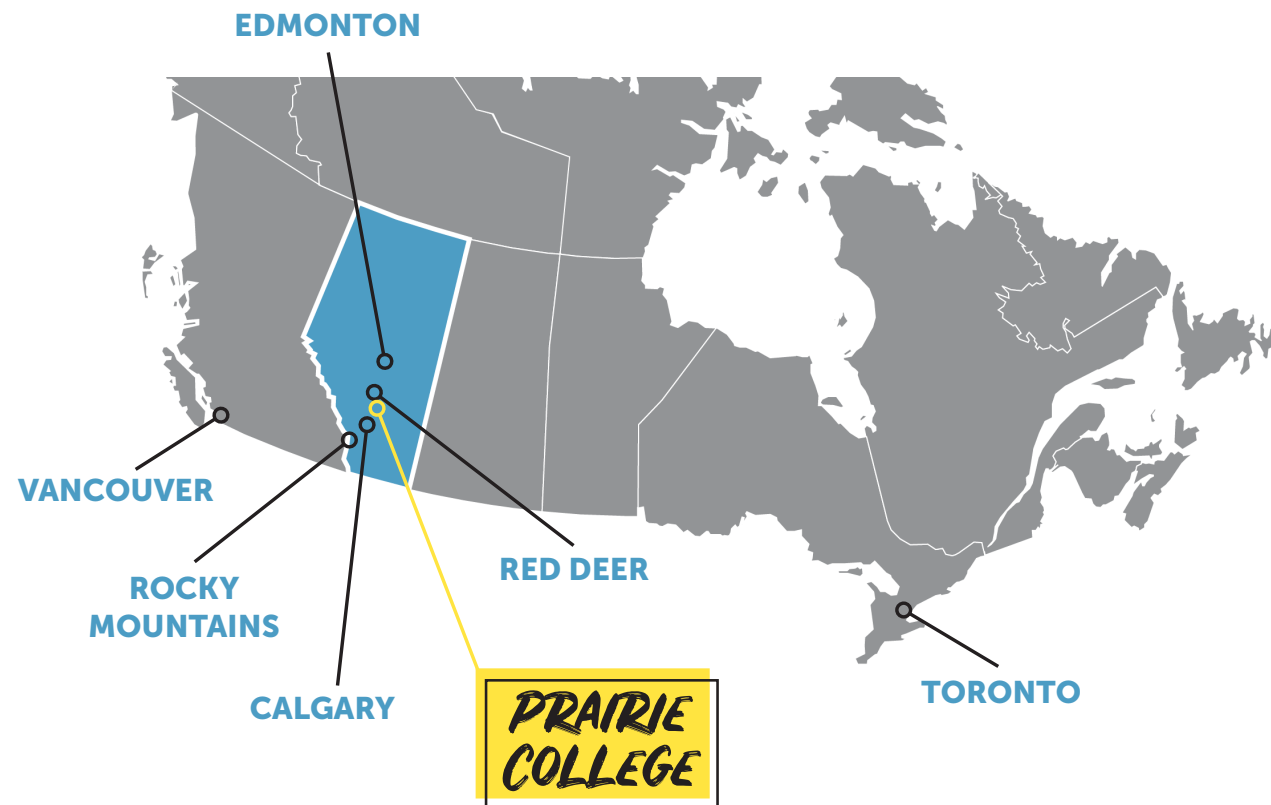 EDMONTON
VANCOUVER
ROCKY
MOUNTAINS
RED DEER
CALGARY
TORONTO
PRAIRIE
COLLEGE